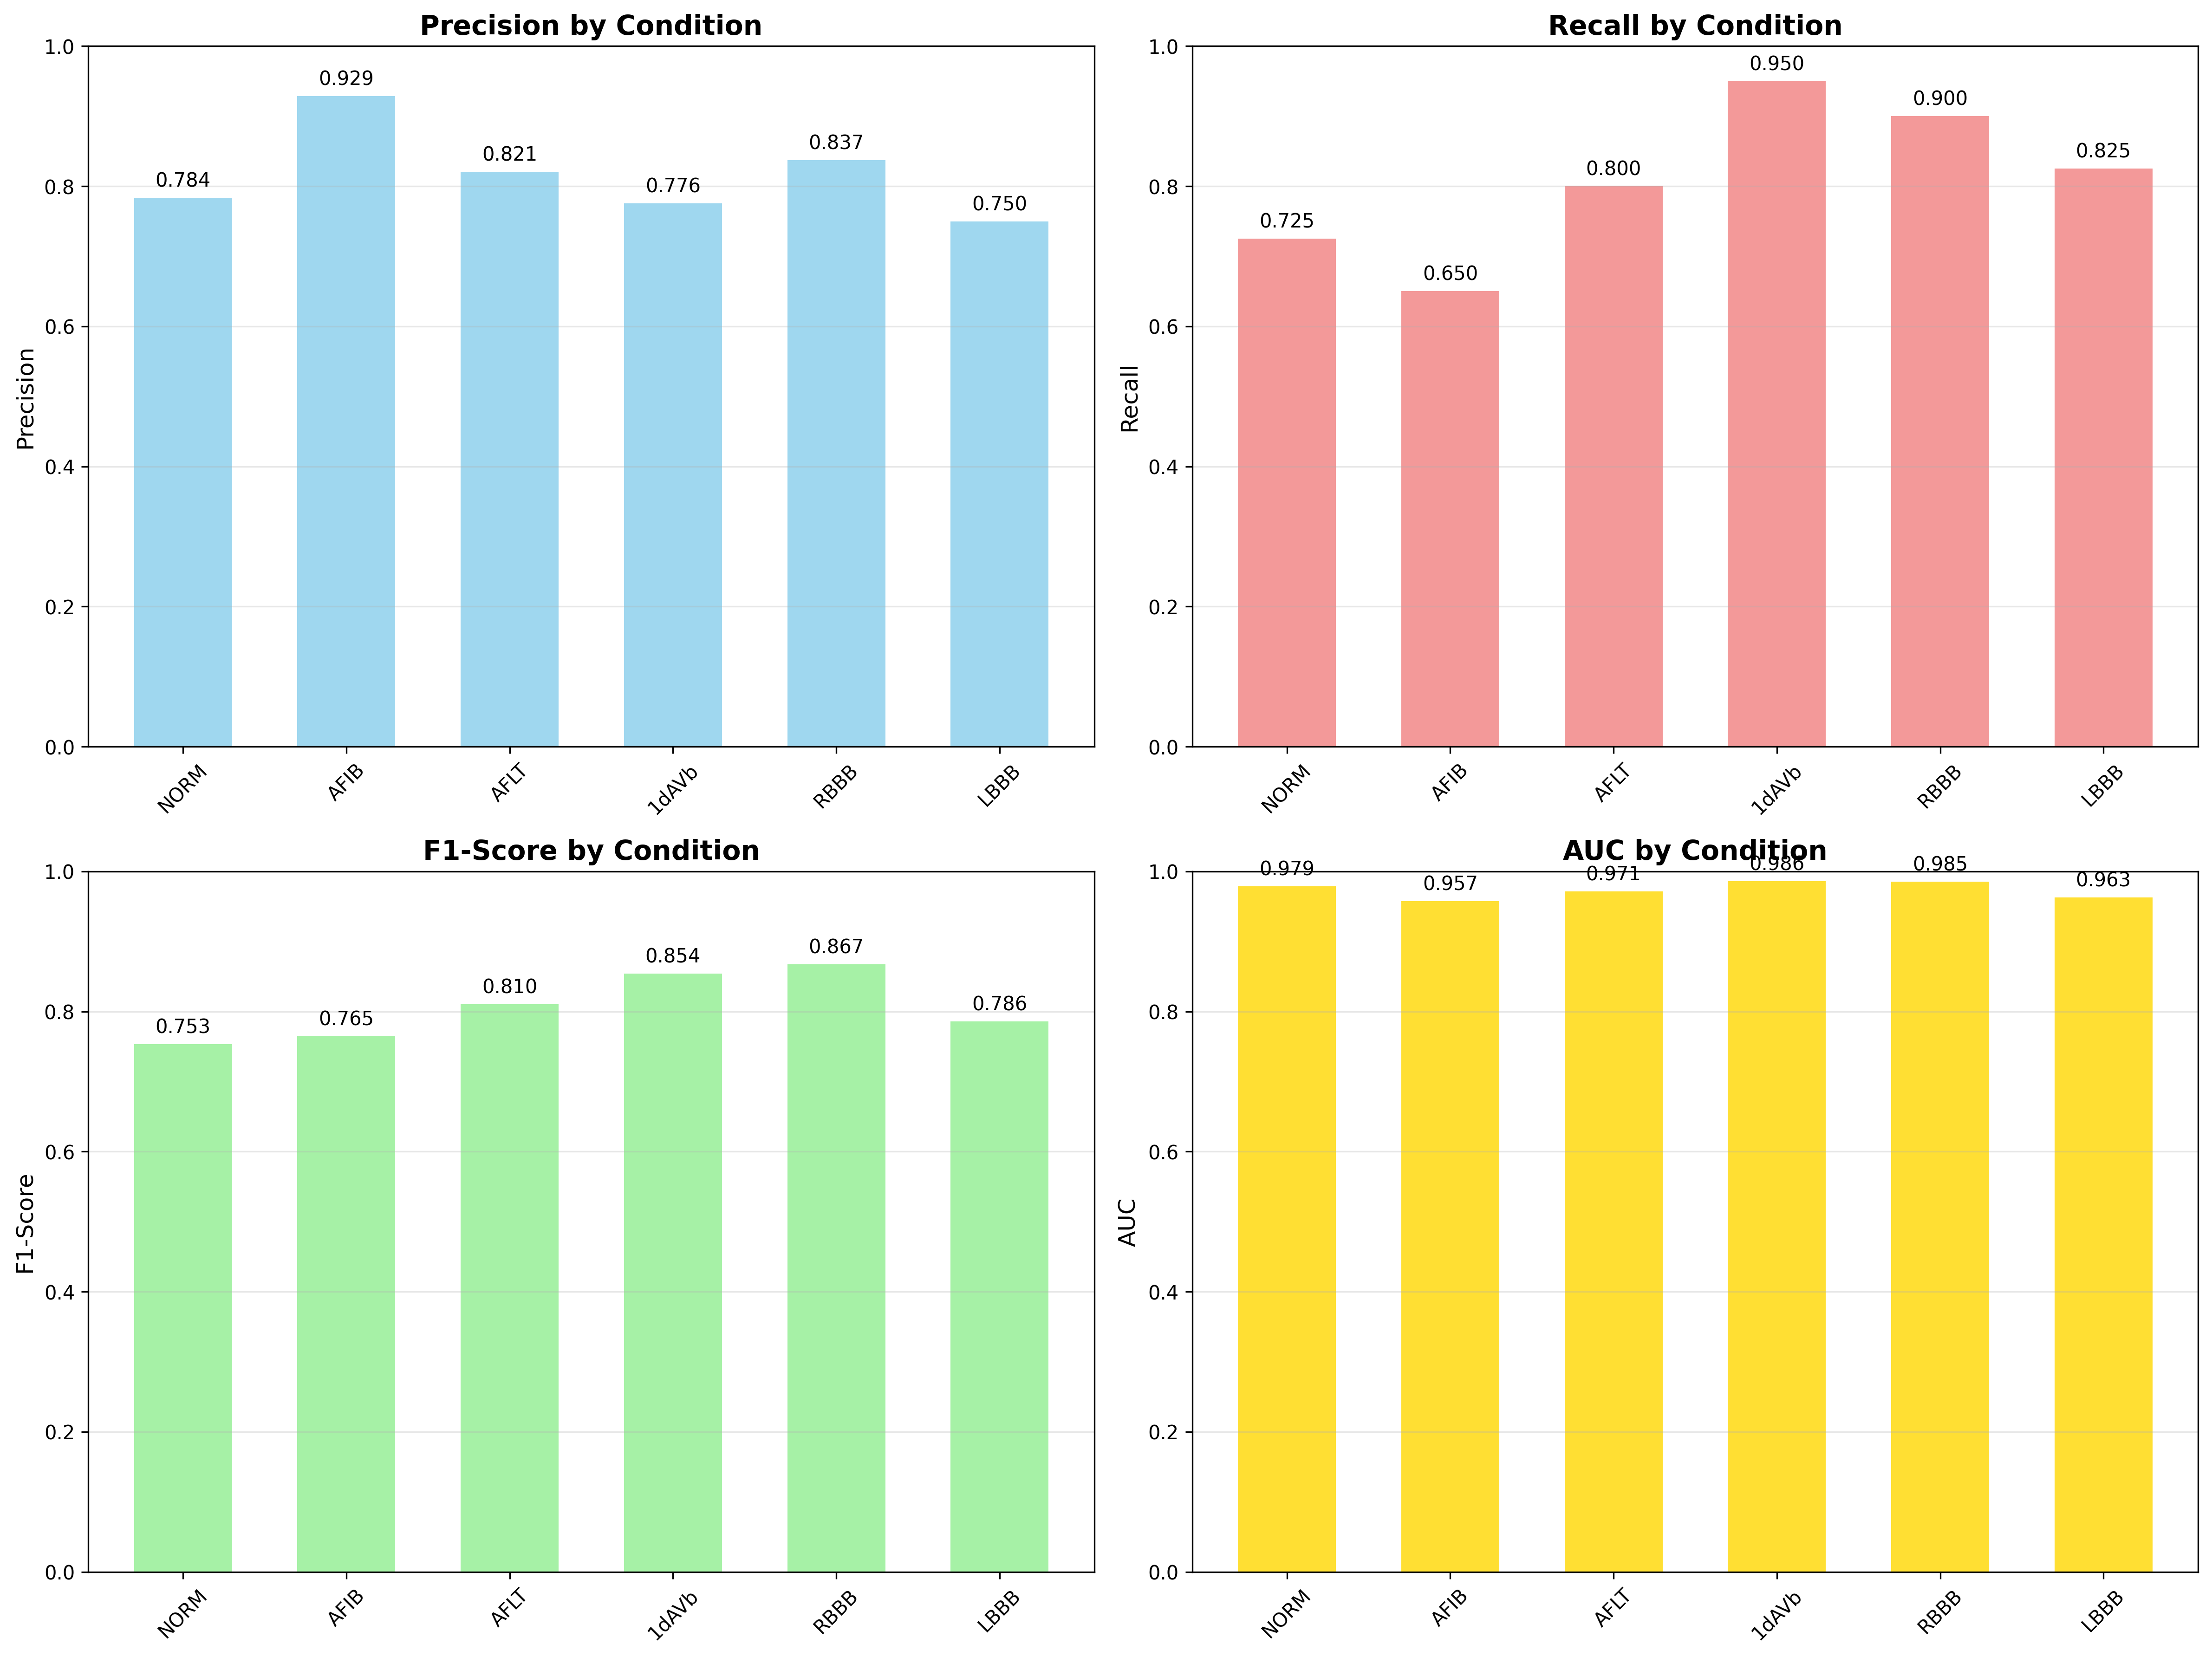 Precision by Condition
1.0
0.8
0.6
0.4
0.2
0.0
Precision
0.784
0.929
0.821
0.776
0.837
0.750
NORM
AFIB
AFLT
1dAVb
RBBB
LBBB
Recall by Condition
1.0
0.8
0.6
0.4
0.2
0.0
Recall
0.725
0.650
0.800
0.950
0.900
0.825
NORM
AFIB
AFLT
1dAVb
RBBB
LBBB
F1-Score by Condition
1.0
0.8
0.6
0.4
0.2
0.0
F1-Score
0.753
0.765
0.810
0.854
0.867
0.786
NORM
AFIB
AFLT
1dAVb
RBBB
LBBB
AUC by Condition
1.0
0.8
0.6
0.4
0.2
0.0
AUC
0.979
0.957
0.971
0.986
0.985
0.963
NORM
AFIB
AFLT
1dAVb
RBBB
LBBB